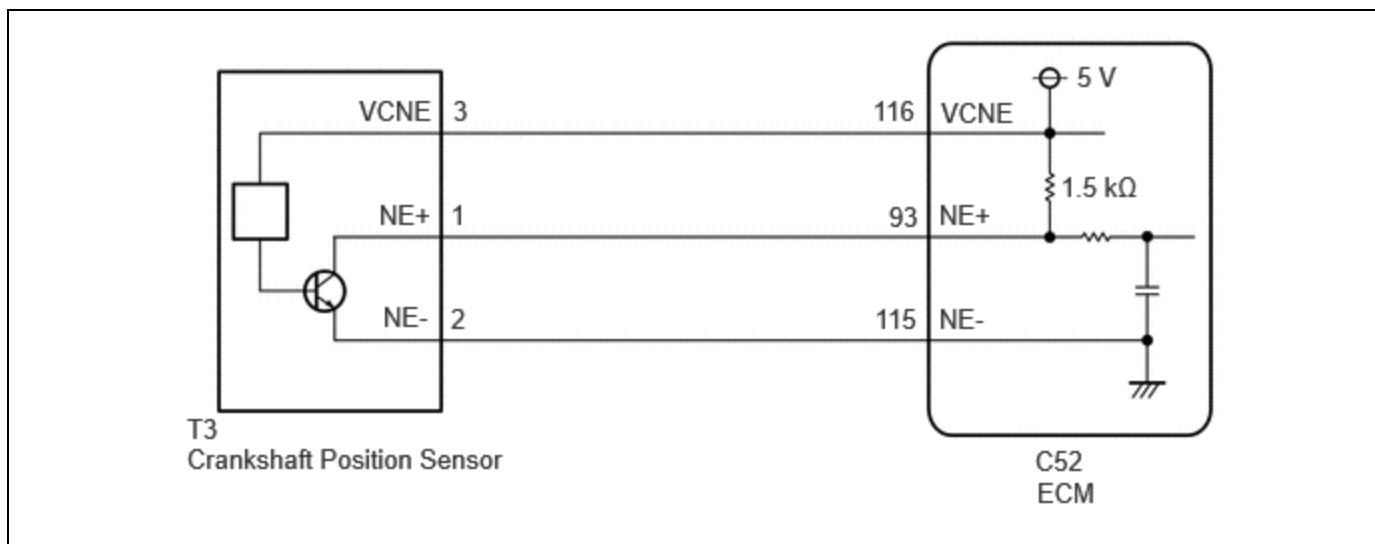 5 V
VCNE 3 116 VCNE
1.5 kΩ
NE+ 1 93 NE+
NE- 2 115 NE-
T3
Crankshaft Position Sensor
C52
ECM